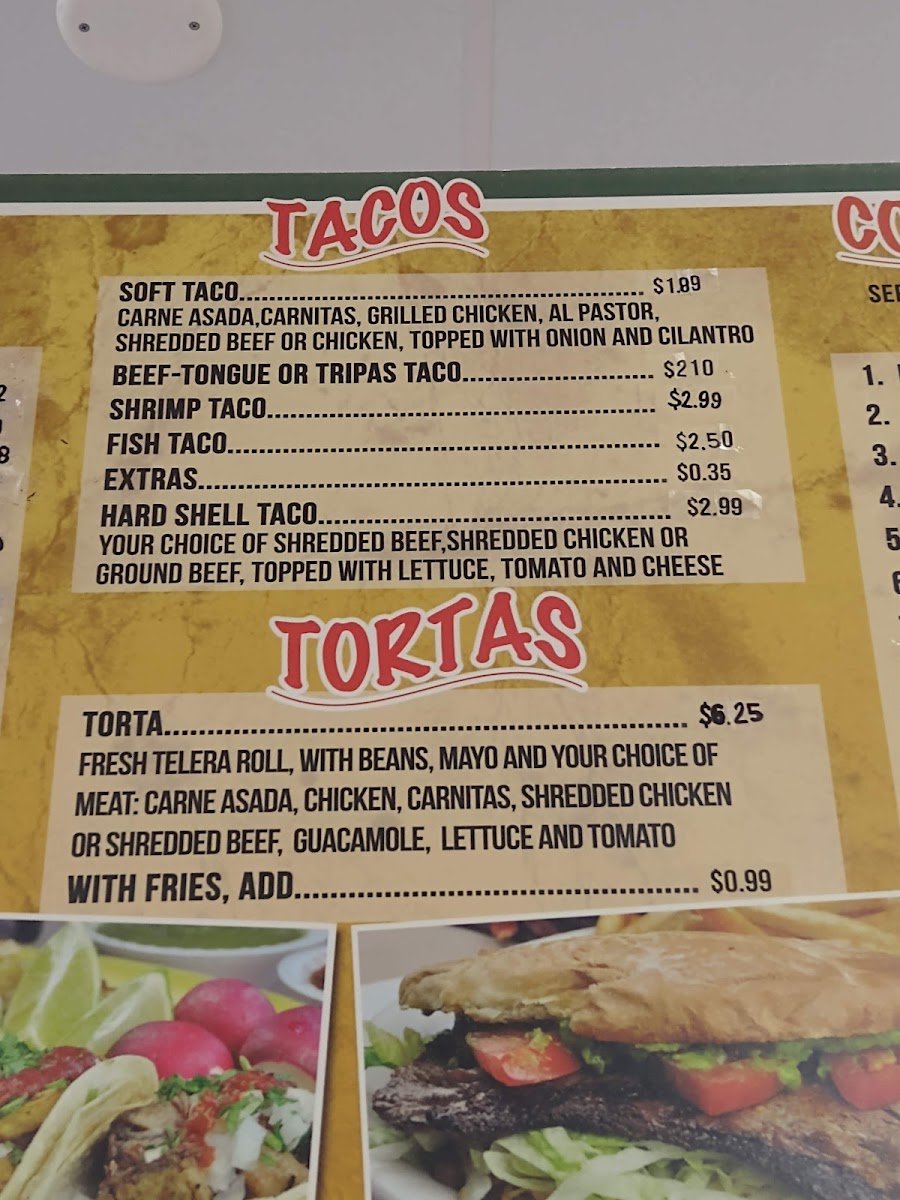 TACOS
SOFT TACO........................................................ $1.89
CARNE ASADA,CARNITAS, GRILLED CHICKEN, AL PASTOR,
SHREDDED BEEF OR CHICKEN, TOPPED WITH ONION AND CILANTRO
BEEF-TONGUE OR TRIPAS TACO........................... $210
SHRIMP TACO...................................................... $2.99
FISH TACO............................................................ $2.50
EXTRAS................................................................. $0.35
HARD SHELL TACO................................................. $2.99
YOUR CHOICE OF SHREDDED BEEF,SHREDDED CHICKEN OR
GROUND BEEF, TOPPED WITH LETTUCE, TOMATO AND CHEESE
TORTAS
TORTA.................................................................. $6.25
FRESH TELERA ROLL, WITH BEANS, MAYO AND YOUR CHOICE OF
MEAT: CARNE ASADA, CHICKEN, CARNITAS, SHREDDED CHICKEN
OR SHREDDED BEEF, GUACAMOLE, LETTUCE AND TOMATO
WITH FRIES, ADD.................................................. $0.99
1.
2.
3.
4.
5